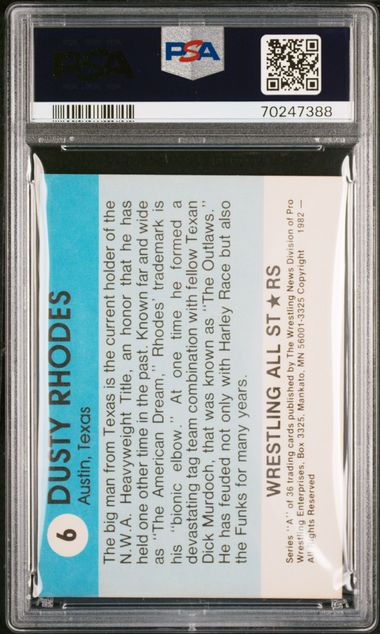 PSA
PSA
70247388
6
DUSTY RHODES
Austin, Texas
The big man from Texas is the current holder of the
N.W.A. Heavyweight Title, an honor that he has
held one other time in the past. Known far and wide
as "The American Dream," Rhodes' trademark is
his "bionic elbow." At one time he formed a
devastating tag team combination with fellow Texan
Dick Murdoch, that was known as "The Outlaws."
He has feuded not only with Harley Race but also
the Funks for many years.
WRESTLING ALL ST★RS
Series "A" of 36 trading cards published by The Wrestling News Division of Pro
Wrestling Enterprises, Box 3325, Mankato, MN 56001-3325 Copyright 1982 —
All Rights Reserved